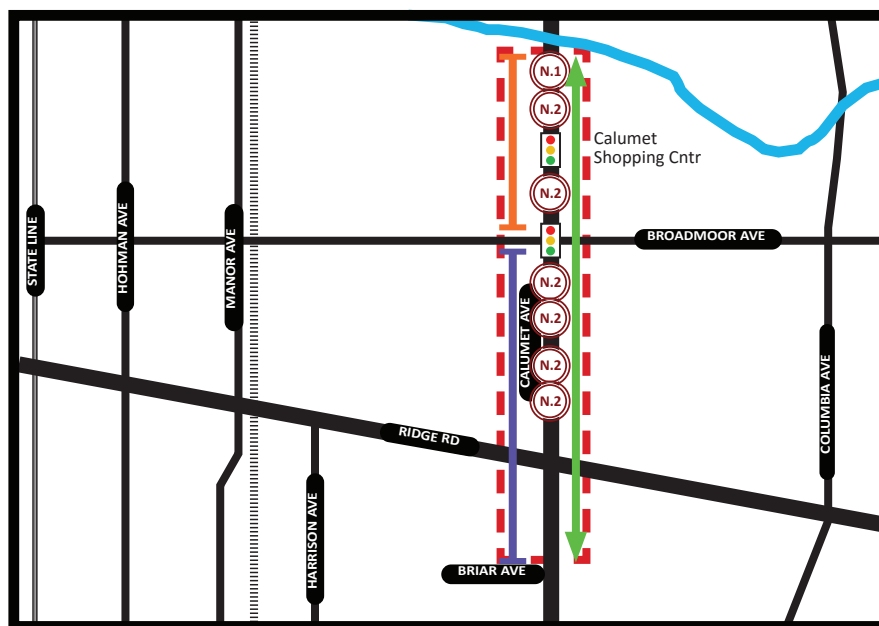 N.1
N.2
Calumet
Shopping Cntr
N.2
BROADMOOR AVE
STATE LINE
HOHMAN AVE
MANOR AVE
N.2
N.2
CALUMET AVE
N.2
N.2
COLUMBIA AVE
RIDGE RD
HARRISON AVE
BRIAR AVE